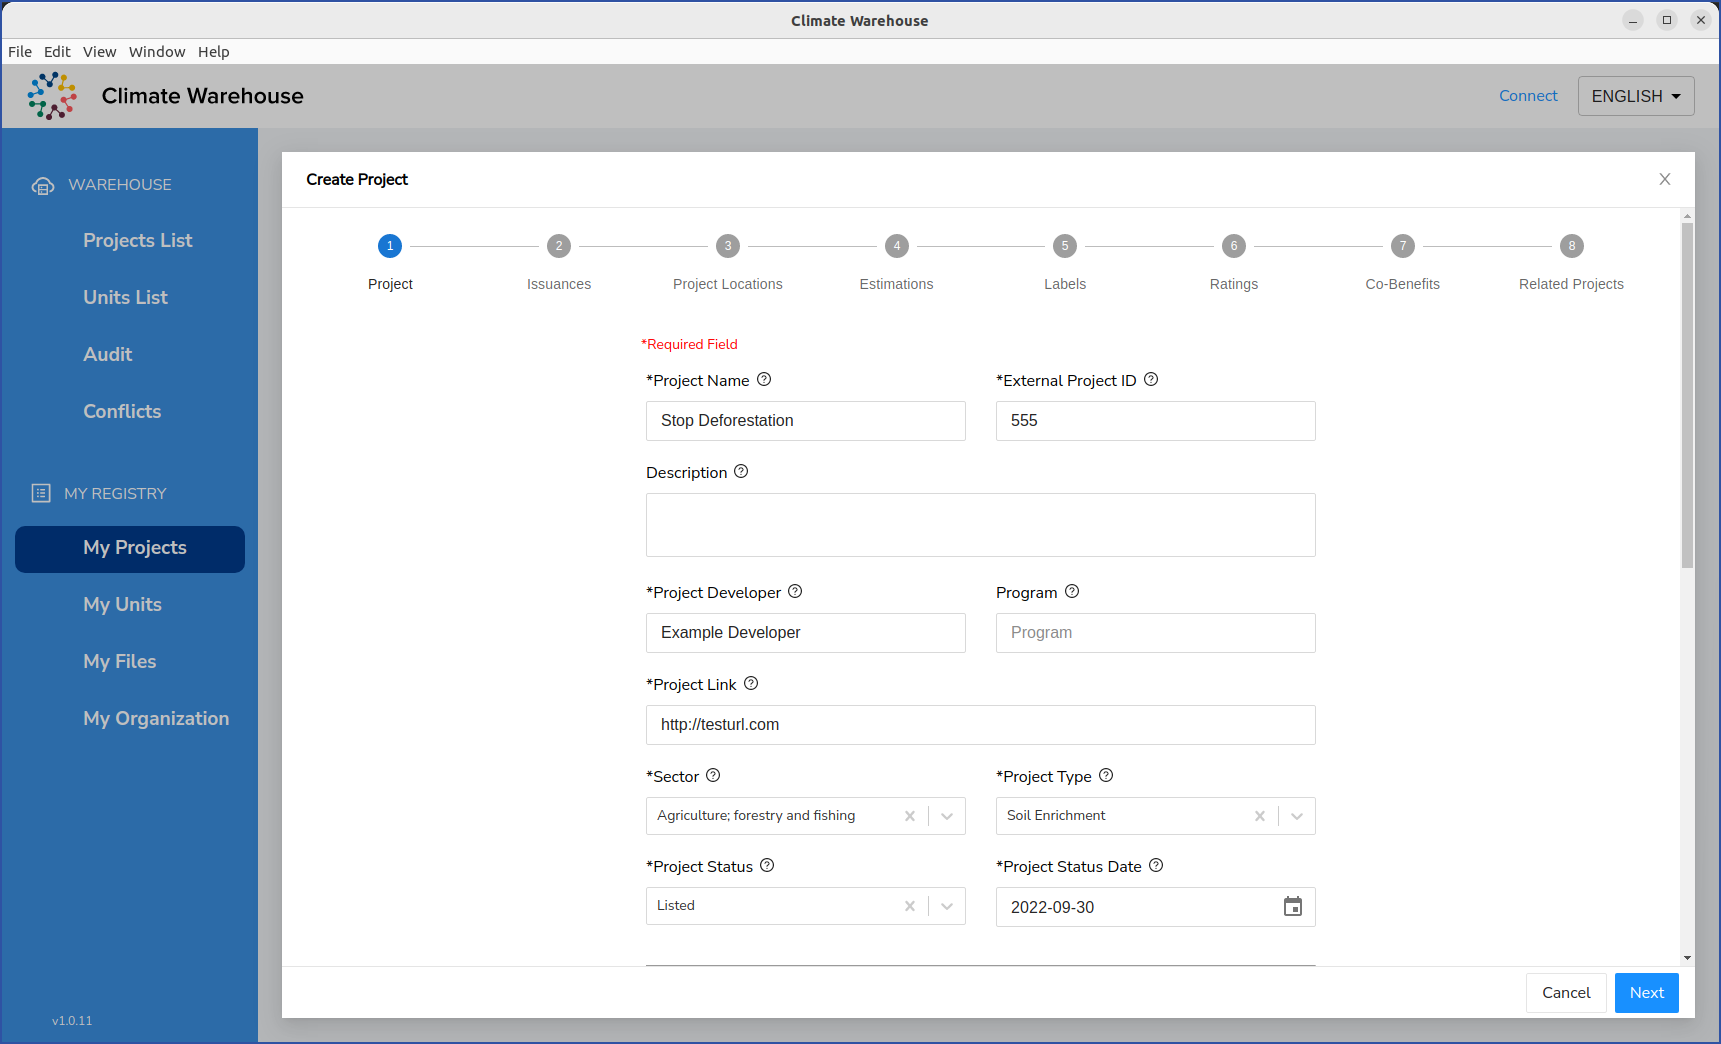 Climate Warehouse
File Edit View Window Help
Climate Warehouse
Connect
ENGLISH
WAREHOUSE
Projects List
Units List
Audit
Conflicts
MY REGISTRY
My Projects
My Units
My Files
My Organization
v1.0.11
Create Project
1 2 3 4 5 6 7 8
Project Issuances Project Locations Estimations Labels Ratings Co-Benefits Related Projects
*Required Field
*Project Name *External Project ID
Stop Deforestation 555
Description
*Project Developer Program
Example Developer Program
*Project Link
http://testurl.com
*Sector *Project Type
Agriculture; forestry and fishing Soil Enrichment
*Project Status *Project Status Date
Listed 2022-09-30
Cancel Next